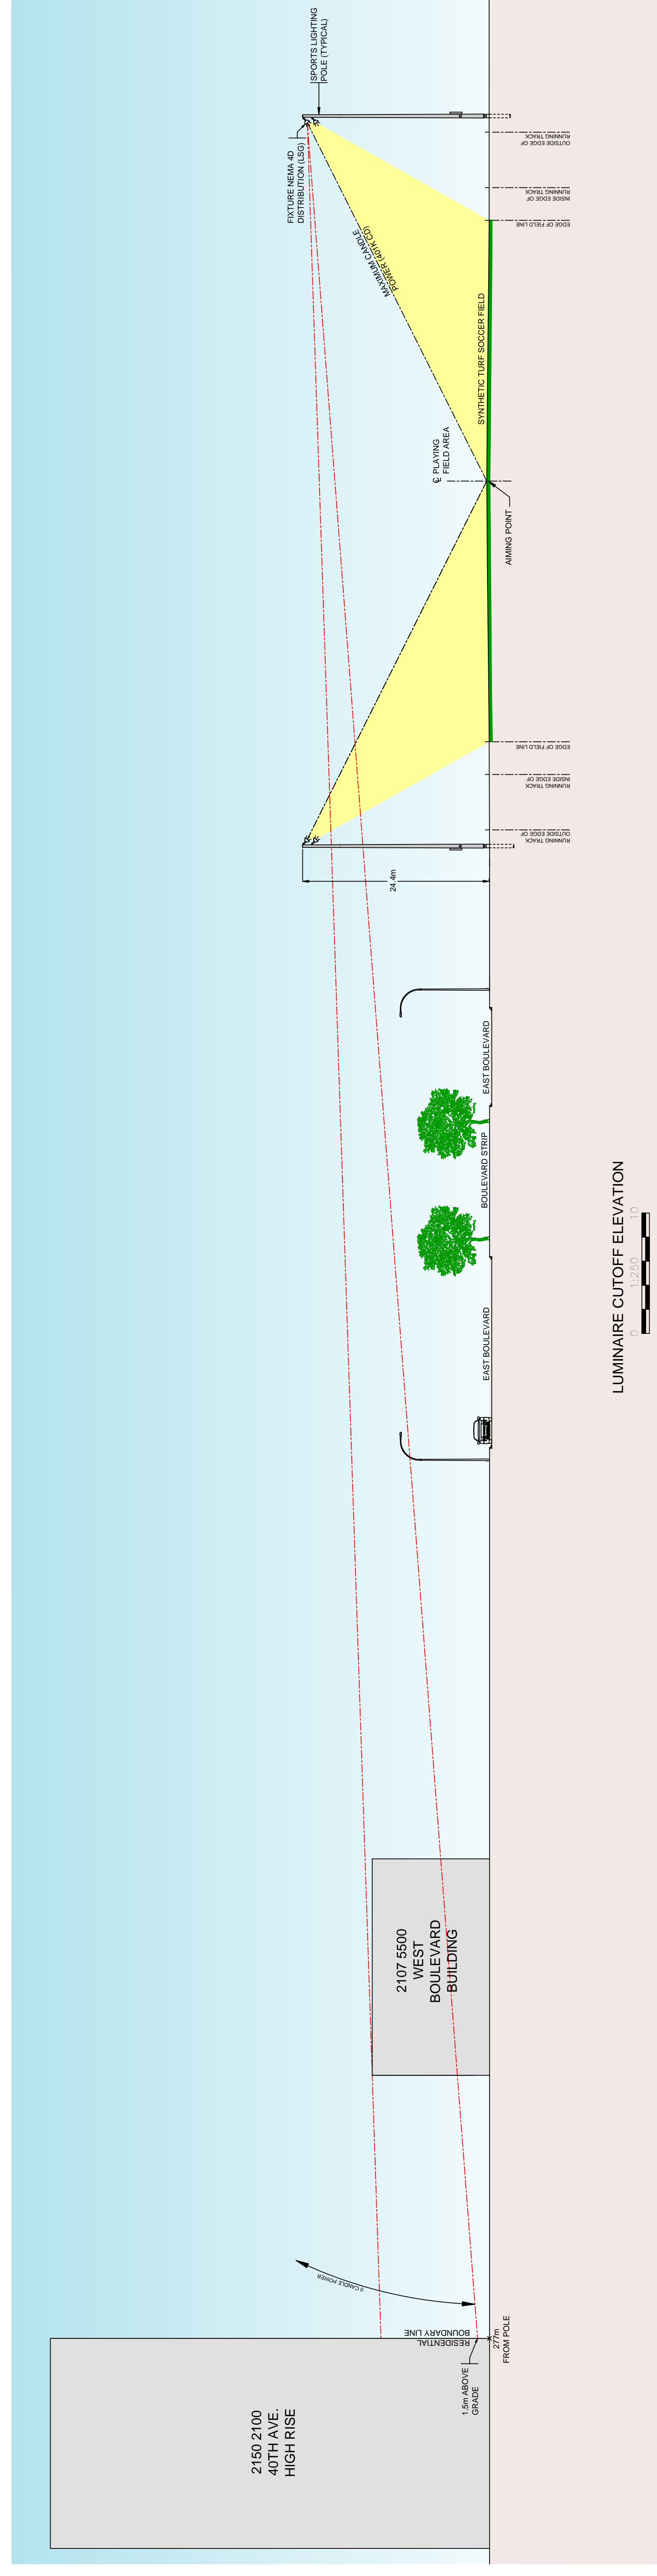 2150 2100
40TH AVE.
HIGH RISE
1.5m ABOVE
GRADE
RESIDENTIAL
BOUNDARY LINE
277m
FROM POLE
0 CANDLE POWER
2107 5500
WEST
BOULEVARD
BUILDING
EAST BOULEVARD
BOULEVARD STRIP
EAST BOULEVARD
24.4m
RUNNING TRACK
OUTSIDE EDGE OF
RUNNING TRACK
INSIDE EDGE OF
EDGE OF FIELD LINE
AIMING POINT
℄ PLAYING
FIELD AREA
SYNTHETIC TURF SOCCER FIELD
MAXIMUM CANDLE
POWER (401K CD)
FIXTURE NEMA 4D
DISTRIBUTION (LSG)
SPORTS LIGHTING
POLE (TYPICAL)
EDGE OF FIELD LINE
INSIDE EDGE OF
RUNNING TRACK
OUTSIDE EDGE OF
RUNNING TRACK
LUMINAIRE CUTOFF ELEVATION
0 1:250 10